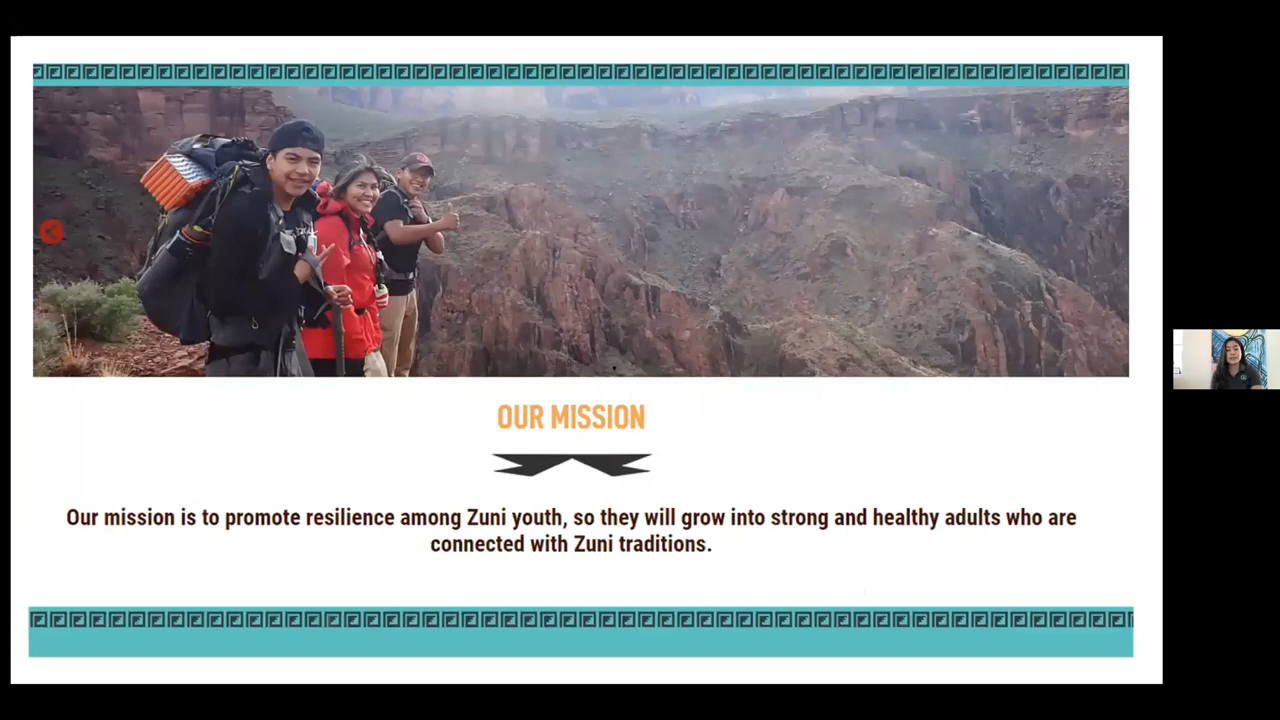 OUR MISSION
Our mission is to promote resilience among Zuni youth, so they will grow into strong and healthy adults who are
connected with Zuni traditions.